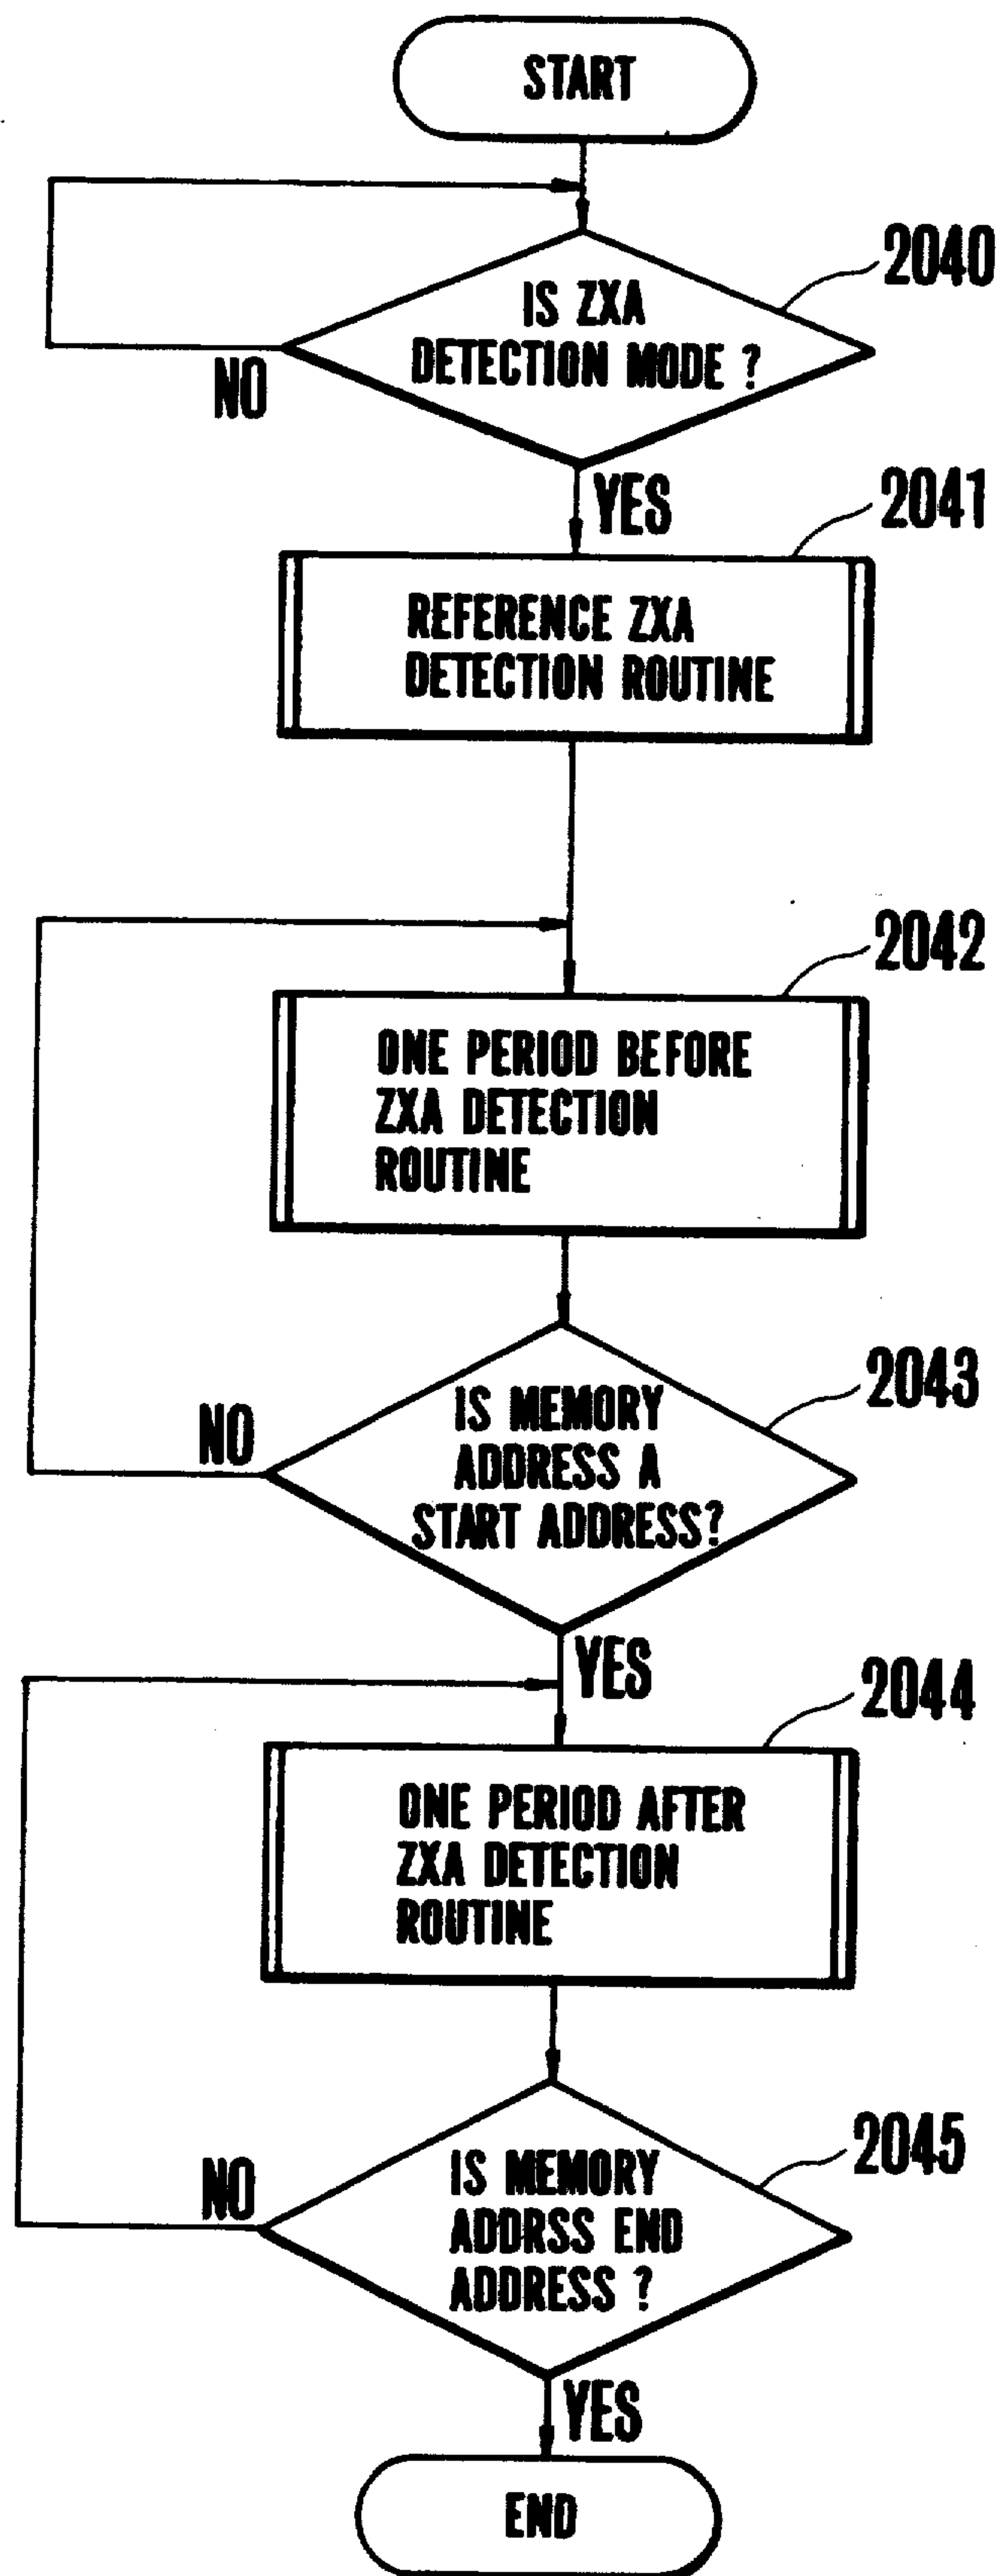 START
2040
IS ZXA
DETECTION MODE ?
NO
YES
2041
REFERENCE ZXA
DETECTION ROUTINE
2042
ONE PERIOD BEFORE
ZXA DETECTION
ROUTINE
2043
NO
IS MEMORY
ADDRESS A
START ADDRESS?
YES
2044
ONE PERIOD AFTER
ZXA DETECTION
ROUTINE
2045
NO
IS MEMORY
ADDRSS END
ADDRESS ?
YES
END